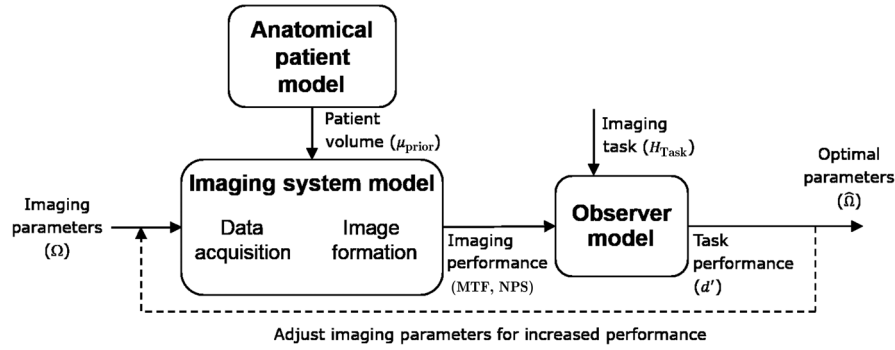 Anatomical
patient
model
Patient
volume (μprior)
Imaging
task (HTask)
Optimal
parameters
(Ω̂)
Imaging system model
Data
acquisition
Image
formation
Imaging
parameters
(Ω)
Observer
model
Imaging
performance
(MTF, NPS)
Task
performance
(d′)
Adjust imaging parameters for increased performance